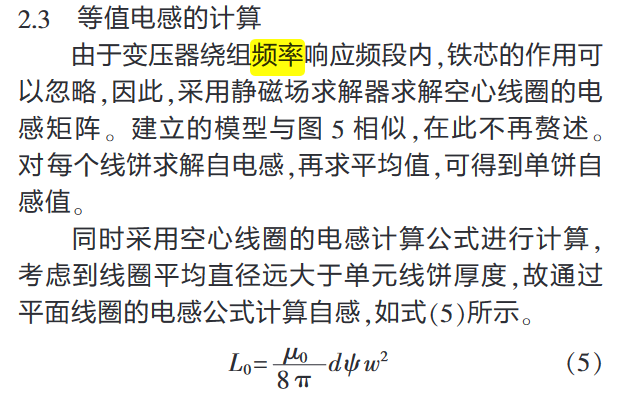 2.3 等值电感的计算
由于变压器绕组频率响应频段内,铁芯的作用可
以忽略,因此,采用静磁场求解器求解空心线圈的电
感矩阵。建立的模型与图 5 相似,在此不再赘述。
对每个线饼求解自电感,再求平均值,可得到单饼自
感值。
同时采用空心线圈的电感计算公式进行计算,
考虑到线圈平均直径远大于单元线饼厚度,故通过
平面线圈的电感公式计算自感,如式(5)所示。
L₀=μ₀/8π dψw² (5)